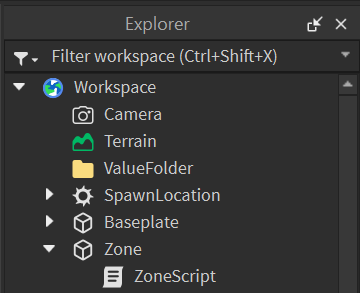 Explorer
Filter workspace (Ctrl+Shift+X)
Workspace
Camera
Terrain
ValueFolder
SpawnLocation
Baseplate
Zone
ZoneScript